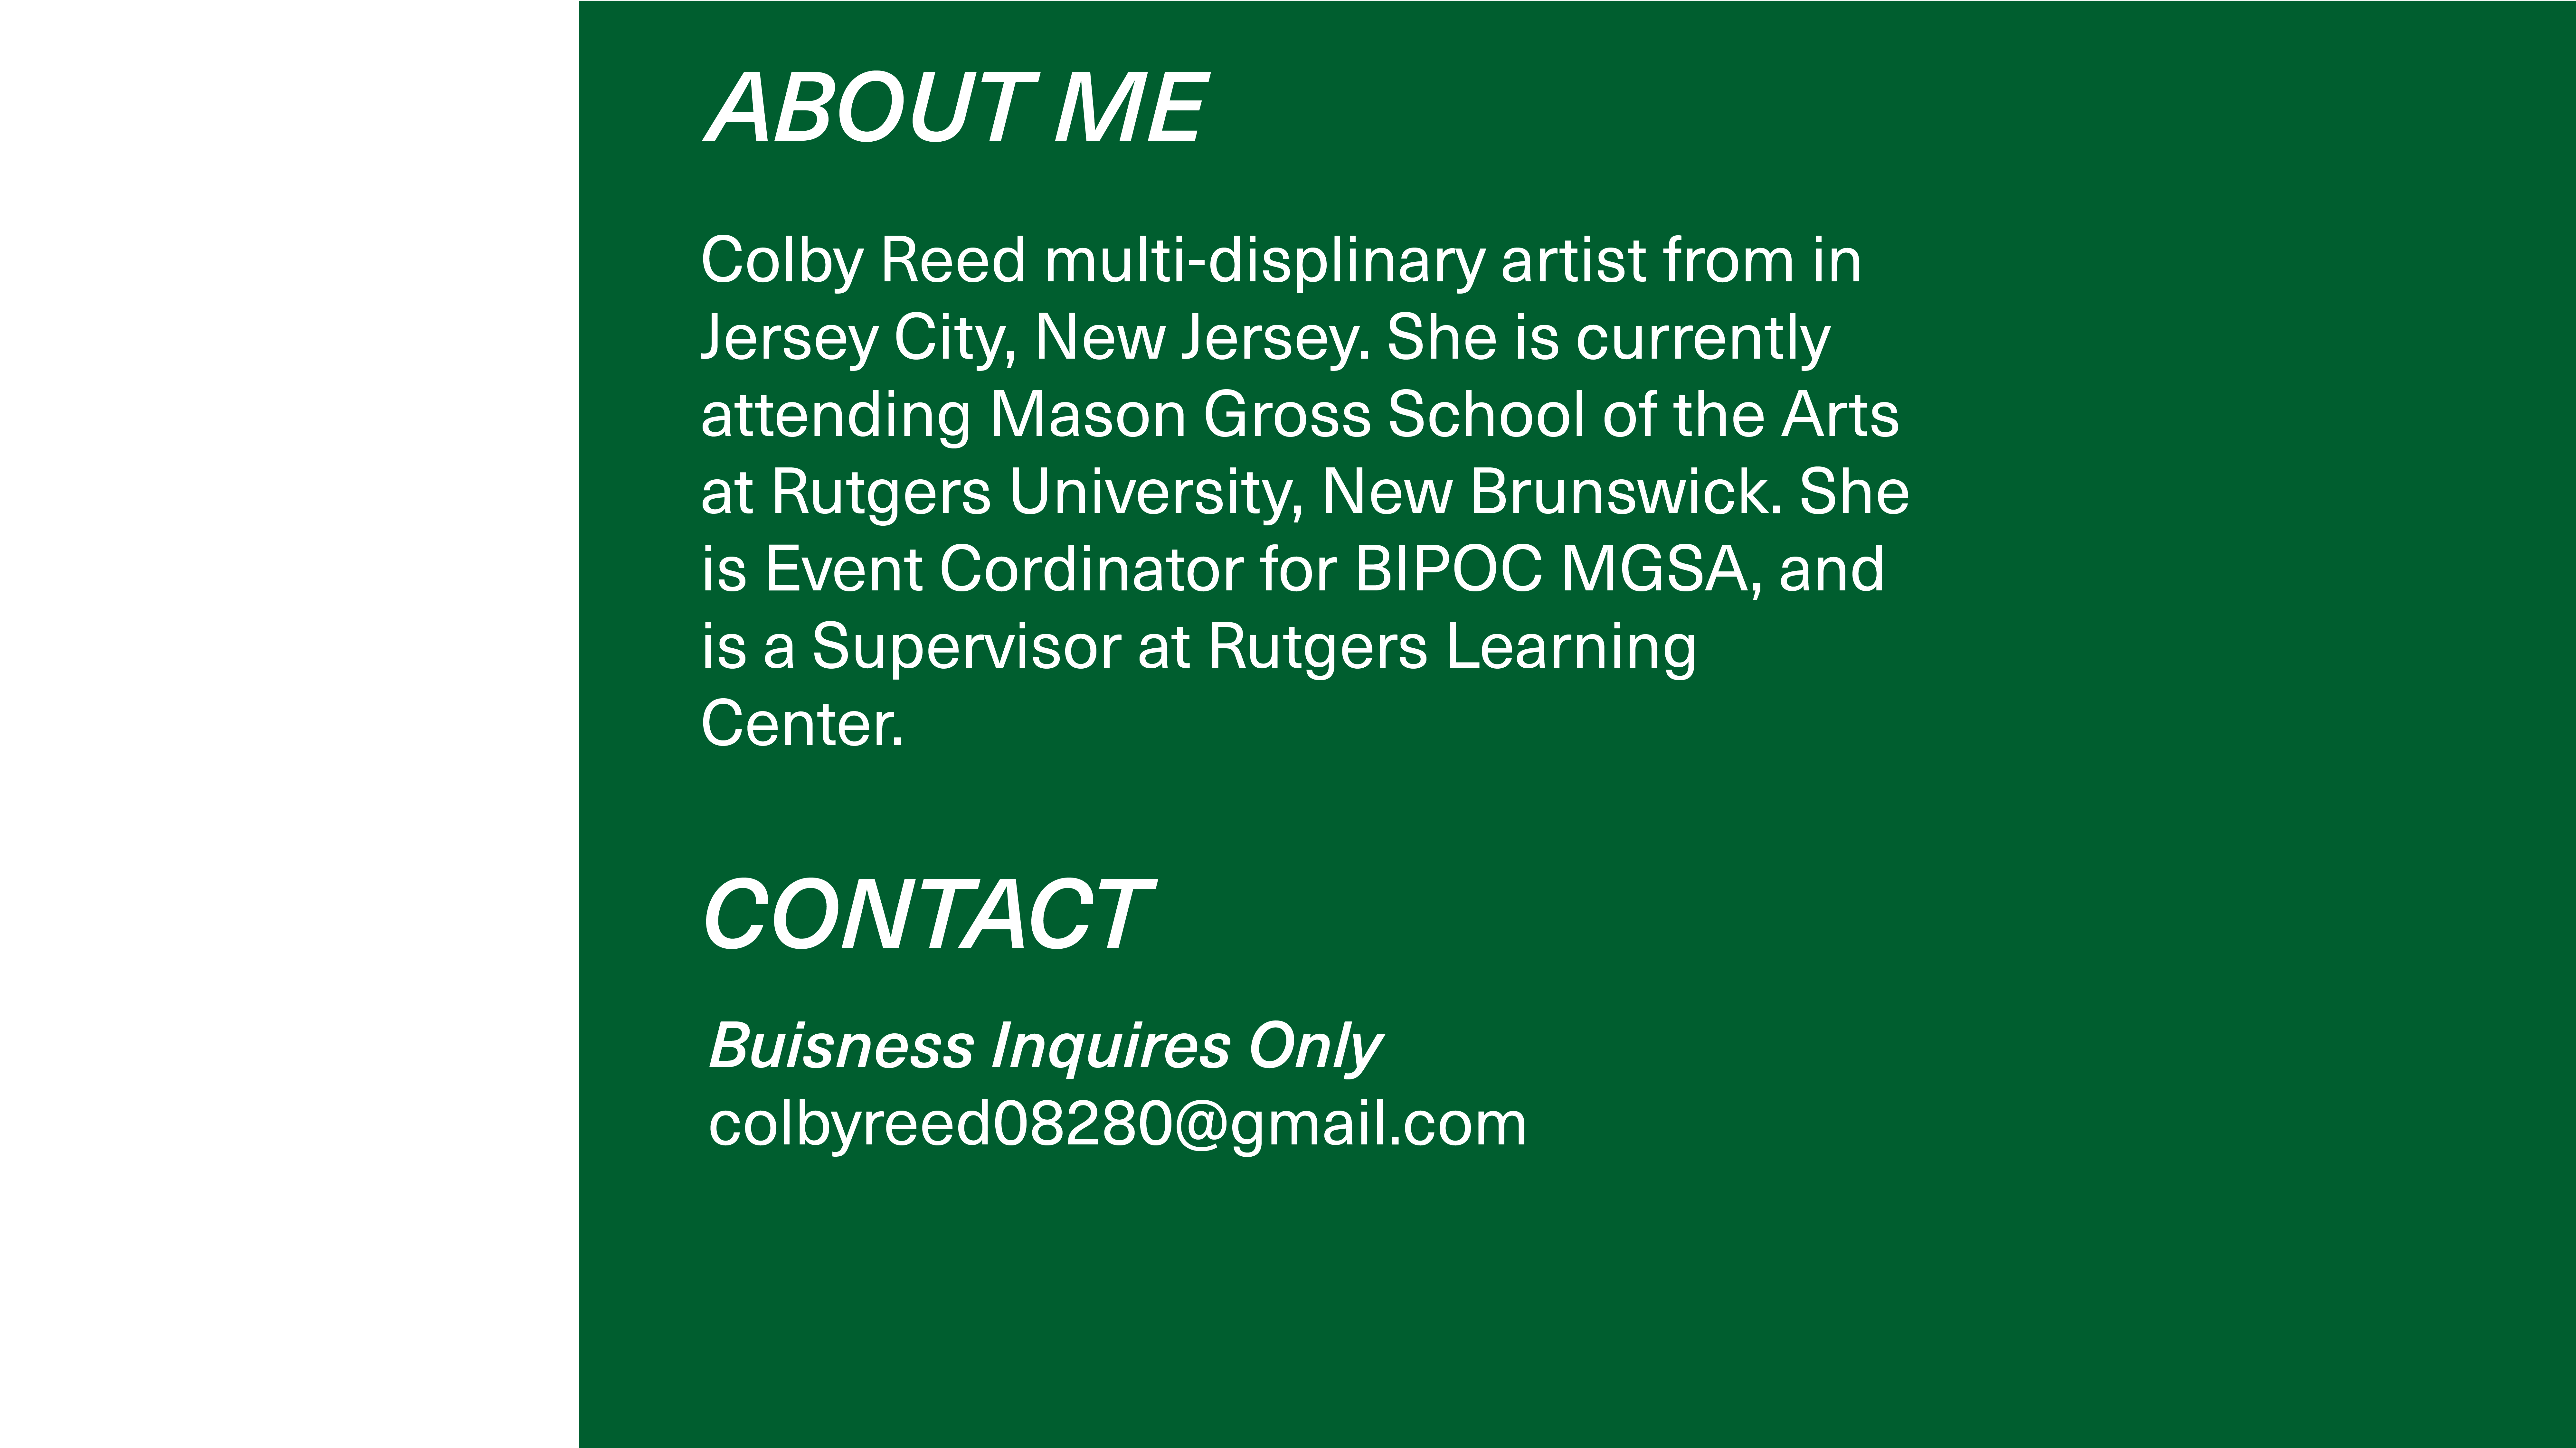 ABOUT ME
Colby Reed multi-displinary artist from in
Jersey City, New Jersey. She is currently
attending Mason Gross School of the Arts
at Rutgers University, New Brunswick. She
is Event Cordinator for BIPOC MGSA, and
is a Supervisor at Rutgers Learning
Center.
CONTACT
Buisness Inquires Only
colbyreed08280@gmail.com